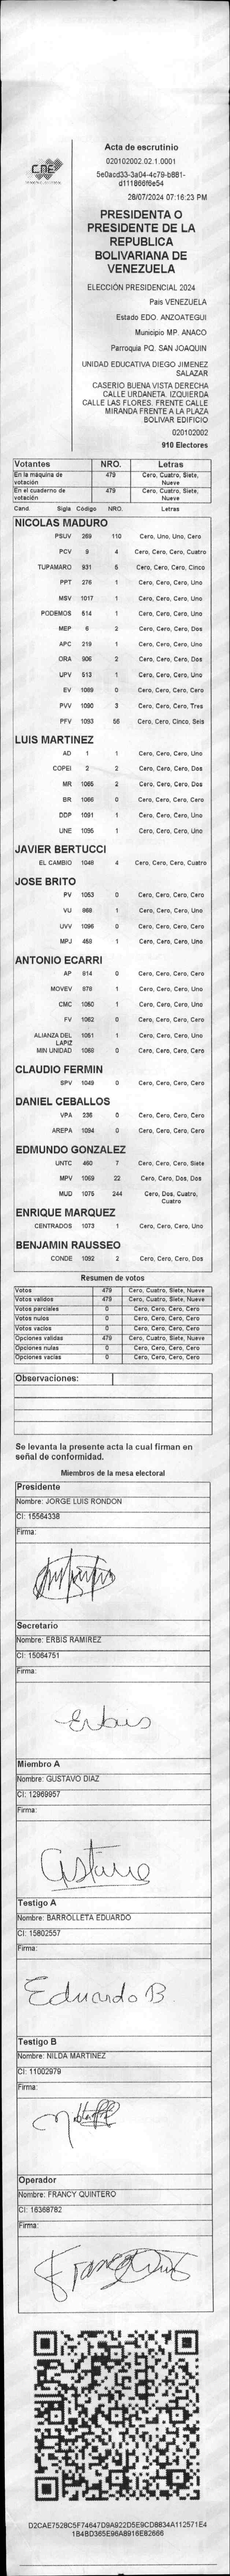 CNE
Acta de escrutinio
020102002.02.1.0001
5e0acd33-3a04-4c79-b881-
d111866f6e54
28/07/2024 07:16:23 PM
PRESIDENTA O
PRESIDENTE DE LA
REPUBLICA
BOLIVARIANA DE
VENEZUELA
ELECCIÓN PRESIDENCIAL 2024
Pais VENEZUELA
Estado EDO. ANZOATEGUI
Municipio MP. ANACO
Parroquia PQ. SAN JOAQUIN
UNIDAD EDUCATIVA DIEGO JIMENEZ
SALAZAR
CASERIO BUENA VISTA DERECHA
CALLE URDANETA. IZQUIERDA
CALLE LAS FLORES. FRENTE CALLE
MIRANDA FRENTE A LA PLAZA
BOLIVAR EDIFICIO
020102002
910 Electores
Votantes NRO. Letras
En la máquina de votación 479 Cero, Cuatro, Siete, Nueve
En el cuaderno de votación 479 Cero, Cuatro, Siete, Nueve
Cand. Sigla Código NRO. Letras
NICOLAS MADURO
PSUV 269 110 Cero, Uno, Uno, Cero
PCV 9 4 Cero, Cero, Cero, Cuatro
TUPAMARO 931 5 Cero, Cero, Cero, Cinco
PPT 276 1 Cero, Cero, Cero, Uno
MSV 1017 1 Cero, Cero, Cero, Uno
PODEMOS 514 1 Cero, Cero, Cero, Uno
MEP 6 2 Cero, Cero, Cero, Dos
APC 219 1 Cero, Cero, Cero, Uno
ORA 906 2 Cero, Cero, Cero, Dos
UPV 513 1 Cero, Cero, Cero, Uno
EV 1089 0 Cero, Cero, Cero, Cero
PVV 1090 3 Cero, Cero, Cero, Tres
PFV 1093 56 Cero, Cero, Cinco, Seis
LUIS MARTINEZ
AD 1 1 Cero, Cero, Cero, Uno
COPEI 2 2 Cero, Cero, Cero, Dos
MR 1065 2 Cero, Cero, Cero, Dos
BR 1066 0 Cero, Cero, Cero, Cero
DDP 1091 1 Cero, Cero, Cero, Uno
UNE 1095 1 Cero, Cero, Cero, Uno
JAVIER BERTUCCI
EL CAMBIO 1046 4 Cero, Cero, Cero, Cuatro
JOSE BRITO
PV 1053 0 Cero, Cero, Cero, Cero
VU 968 1 Cero, Cero, Cero, Uno
UVV 1096 0 Cero, Cero, Cero, Cero
MPJ 458 1 Cero, Cero, Cero, Uno
ANTONIO ECARRI
AP 914 0 Cero, Cero, Cero, Cero
MOVEV 878 1 Cero, Cero, Cero, Uno
CMC 1050 1 Cero, Cero, Cero, Uno
FV 1062 0 Cero, Cero, Cero, Cero
ALIANZA DEL LAPIZ 1051 1 Cero, Cero, Cero, Uno
MIN UNIDAD 1068 0 Cero, Cero, Cero, Cero
CLAUDIO FERMIN
SPV 1049 0 Cero, Cero, Cero, Cero
DANIEL CEBALLOS
VPA 236 0 Cero, Cero, Cero, Cero
AREPA 1094 0 Cero, Cero, Cero, Cero
EDMUNDO GONZALEZ
UNTC 460 7 Cero, Cero, Cero, Siete
MPV 1069 22 Cero, Cero, Dos, Dos
MUD 1075 244 Cero, Dos, Cuatro,
Cuatro
ENRIQUE MARQUEZ
CENTRADOS 1073 1 Cero, Cero, Cero, Uno
BENJAMIN RAUSSEO
CONDE 1092 2 Cero, Cero, Cero, Dos
Resumen de votos
Votos 479 Cero, Cuatro, Siete, Nueve
Votos validos 479 Cero, Cuatro, Siete, Nueve
Votos parciales 0 Cero, Cero, Cero, Cero
Votos nulos 0 Cero, Cero, Cero, Cero
Votos vacios 0 Cero, Cero, Cero, Cero
Opciones validas 479 Cero, Cuatro, Siete, Nueve
Opciones nulas 0 Cero, Cero, Cero, Cero
Opciones vacias 0 Cero, Cero, Cero, Cero
Observaciones:
Se levanta la presente acta la cual firman en
señal de conformidad.
Miembros de la mesa electoral
Presidente
Nombre: JORGE LUIS RONDON
CI: 15564338
Firma:
Secretario
Nombre: ERBIS RAMIREZ
CI: 15064751
Firma:
Erbis
Miembro A
Nombre: GUSTAVO DIAZ
CI: 12969957
Firma:
Testigo A
Nombre: BARROLLETA EDUARDO
CI: 15802557
Firma:
Eduardo B
Testigo B
Nombre: NILDA MARTINEZ
CI: 11002979
Firma:
Operador
Nombre: FRANCY QUINTERO
CI: 16368782
Firma:
D2CAE7528C5F74647D9A922D5E9CD8834A112571E4
1B4BD365E96A8916E82666